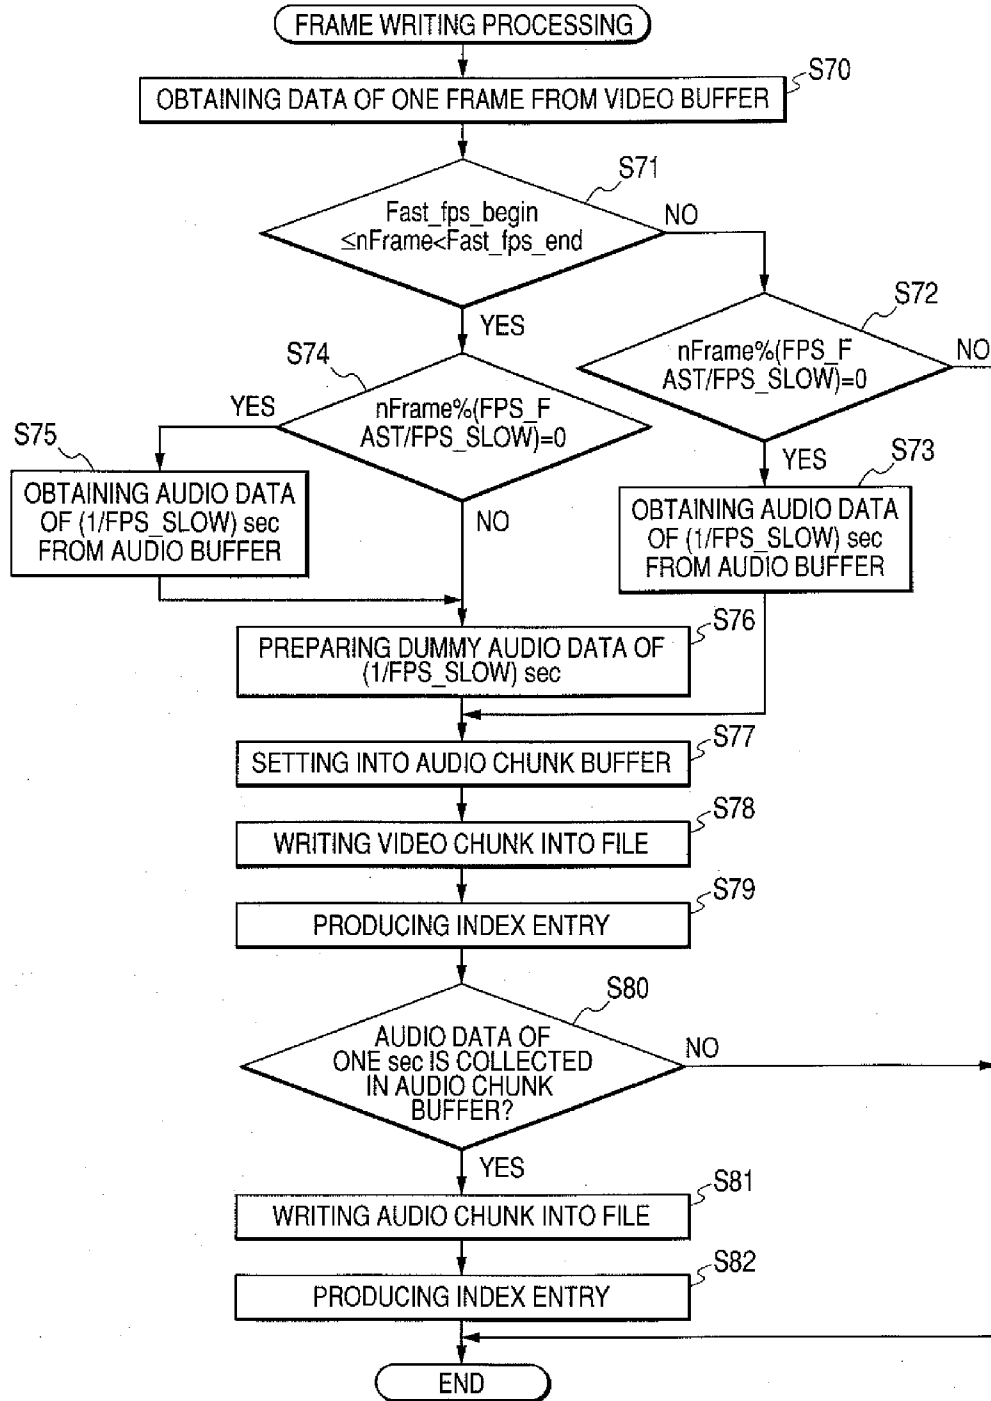 FRAME WRITING PROCESSING
S70
OBTAINING DATA OF ONE FRAME FROM VIDEO BUFFER
S71
Fast_fps_begin
≤nFrame<Fast_fps_end
NO
YES
S72
nFrame%(FPS_F
AST/FPS_SLOW)=0
NO
YES
S74
nFrame%(FPS_F
AST/FPS_SLOW)=0
YES
NO
S75
OBTAINING AUDIO DATA
OF (1/FPS_SLOW) sec
FROM AUDIO BUFFER
S73
OBTAINING AUDIO DATA
OF (1/FPS_SLOW) sec
FROM AUDIO BUFFER
S76
PREPARING DUMMY AUDIO DATA OF
(1/FPS_SLOW) sec
S77
SETTING INTO AUDIO CHUNK BUFFER
S78
WRITING VIDEO CHUNK INTO FILE
S79
PRODUCING INDEX ENTRY
S80
AUDIO DATA OF
ONE sec IS COLLECTED
IN AUDIO CHUNK
BUFFER?
NO
YES
S81
WRITING AUDIO CHUNK INTO FILE
S82
PRODUCING INDEX ENTRY
END